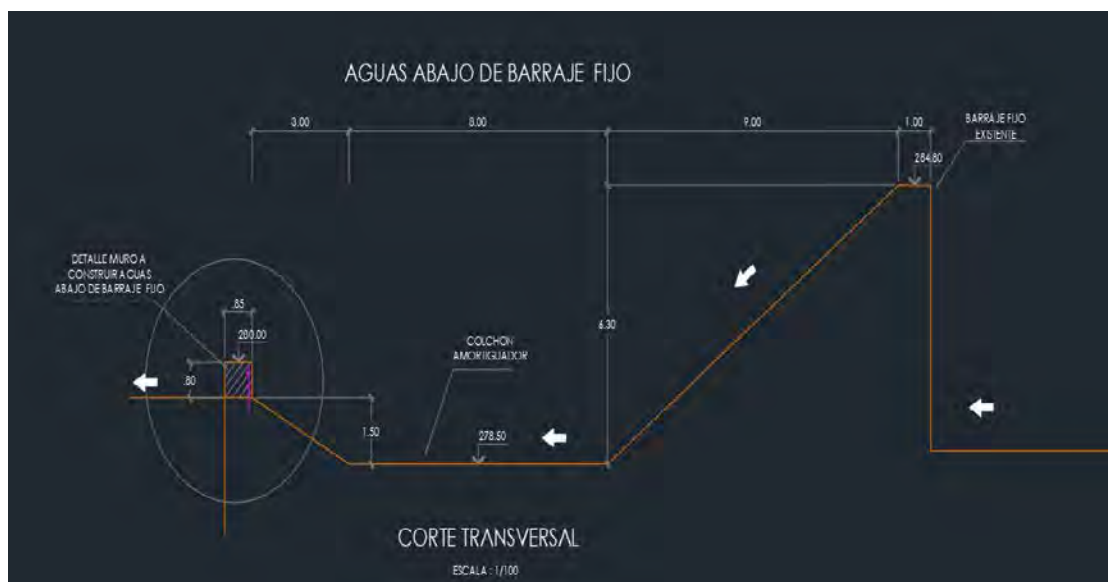 AGUAS ABAJO DE BARRAJE FIJO
3.00
8.00
9.00
1.00
BARRAJE FIJO
EXISTENTE
284.80
DETALLE MURO A
CONSTRUIR AGUAS
ABAJO DE BARRAJE FIJO
.85
280.00
.80
1.50
COLCHON
AMORTIGUADOR
278.50
6.30
CORTE TRANSVERSAL
ESCALA : 1/100